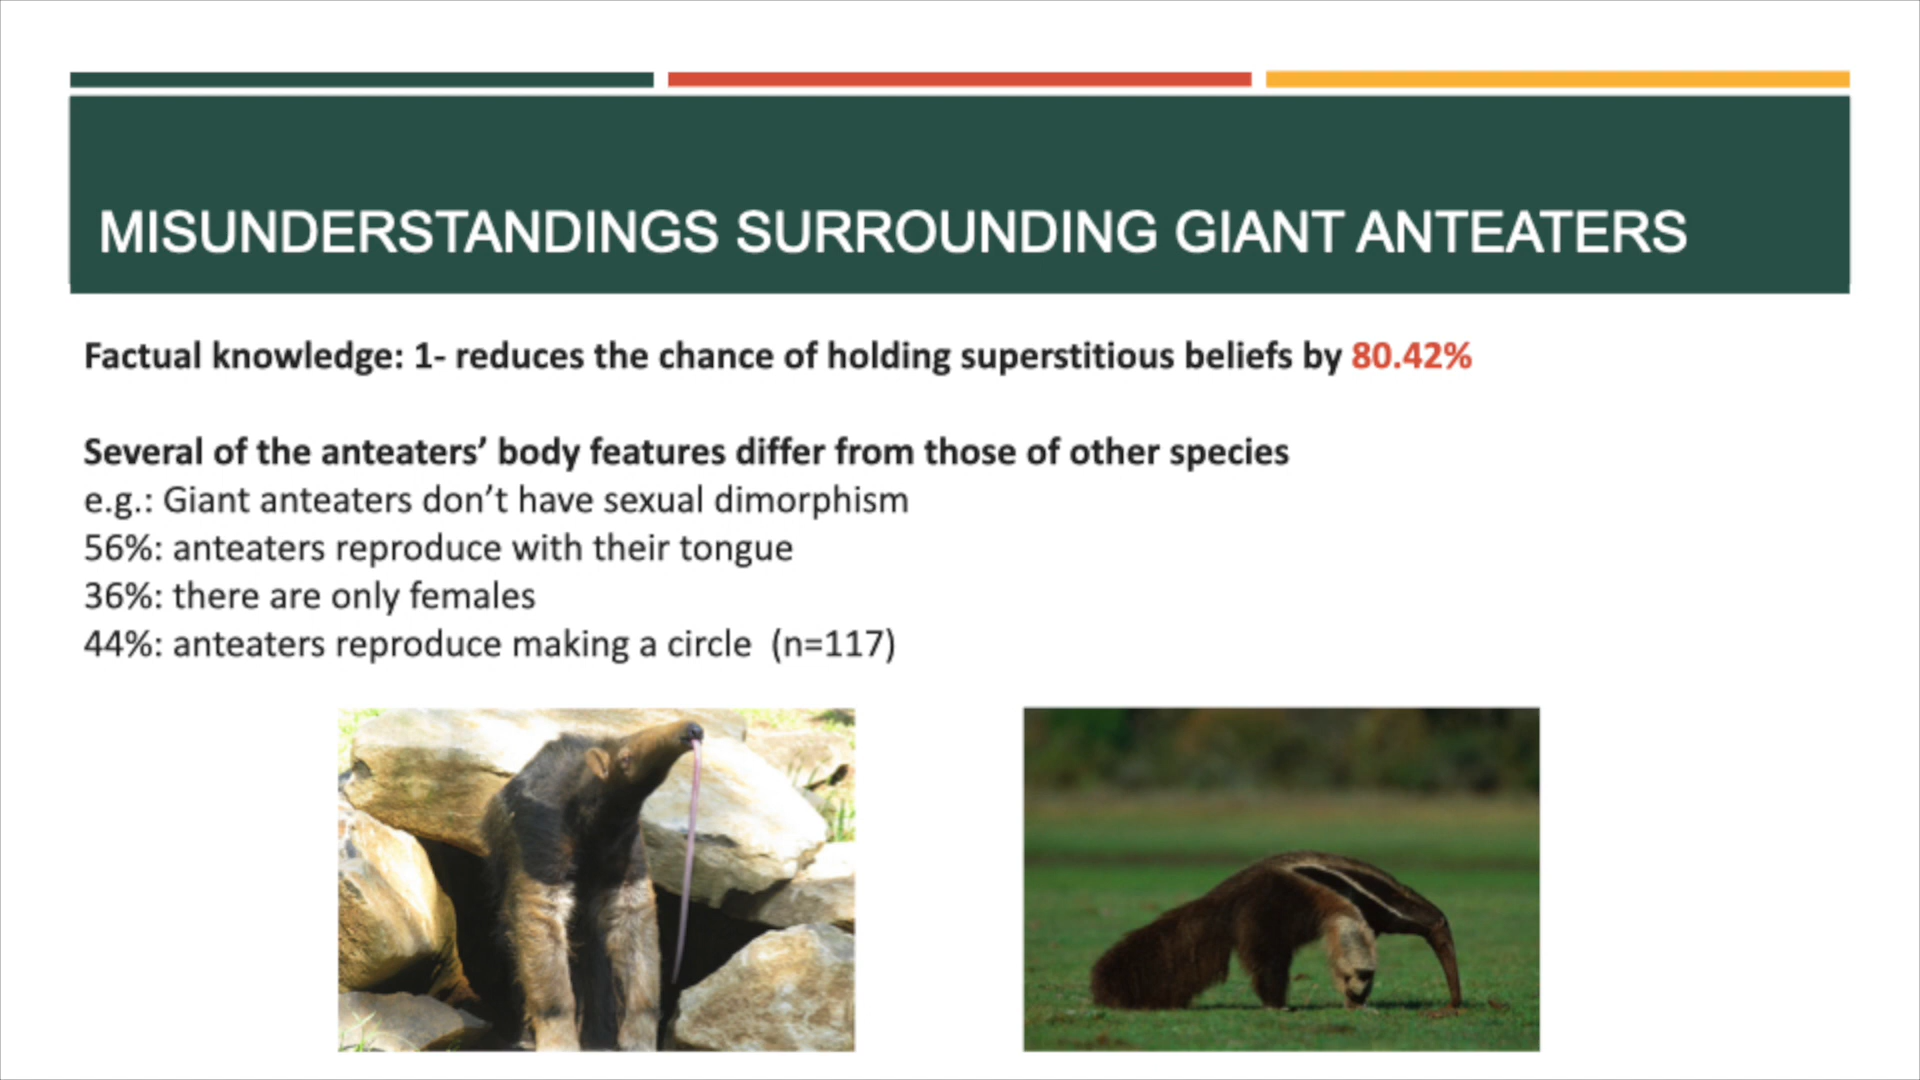 MISUNDERSTANDINGS SURROUNDING GIANT ANTEATERS
Factual knowledge: 1- reduces the chance of holding superstitious beliefs by 80.42%
Several of the anteaters’ body features differ from those of other species
e.g.: Giant anteaters don’t have sexual dimorphism
56%: anteaters reproduce with their tongue
36%: there are only females
44%: anteaters reproduce making a circle  (n=117)